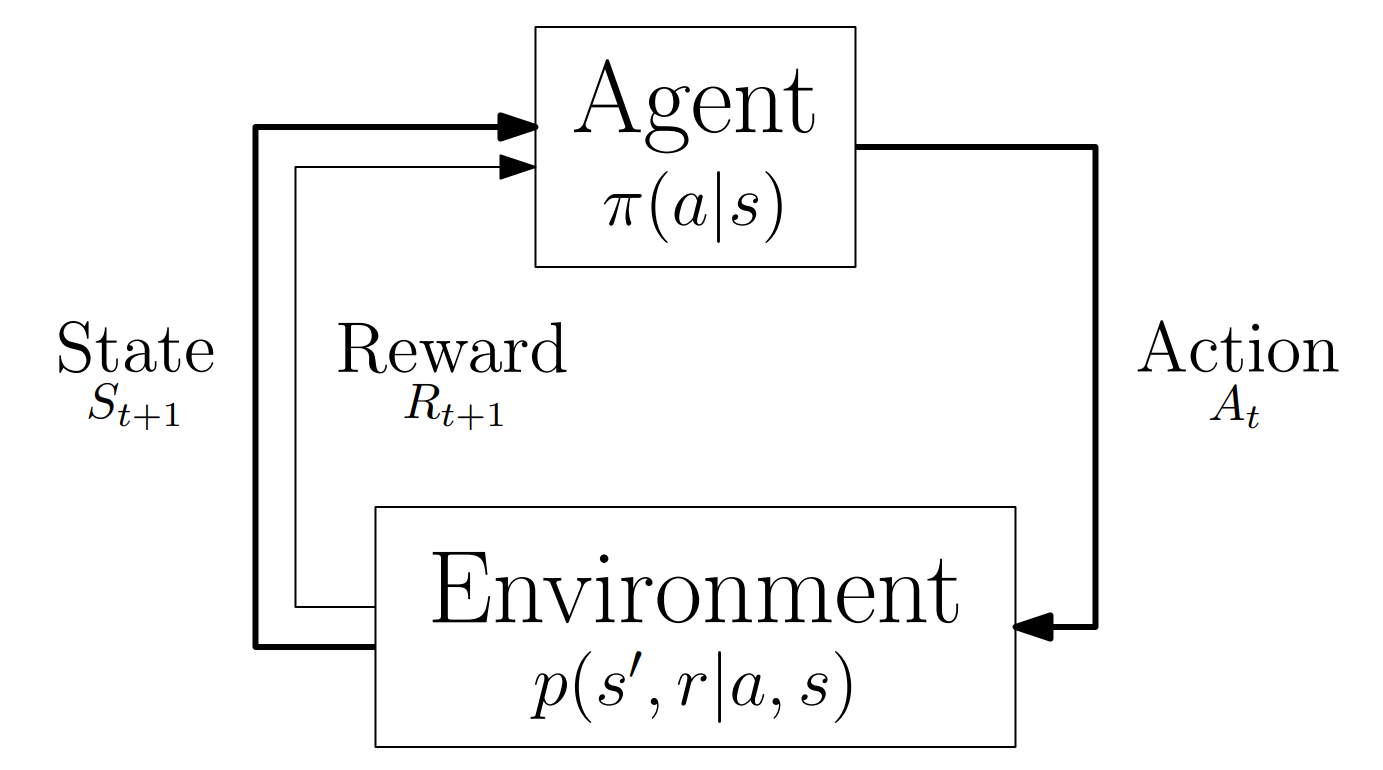 Agent
π(a|s)
State
S_{t+1}
Reward
R_{t+1}
Action
A_t
Environment
p(s′, r|a, s)